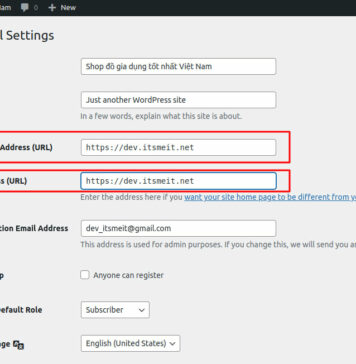 Nam 0 + New
l Settings
Shop đồ gia dụng tốt nhất Việt Nam
Just another WordPress site
In a few words, explain what this site is about.
Address (URL) https://dev.itsmeit.net
s (URL) https://dev.itsmeit.net
Enter the address here if you want your site home page to be different from yo
tion Email Address dev_itsmeit@gmail.com
This address is used for admin purposes. If you change this, we will send you an
p Anyone can register
Default Role Subscriber
age English (United States)